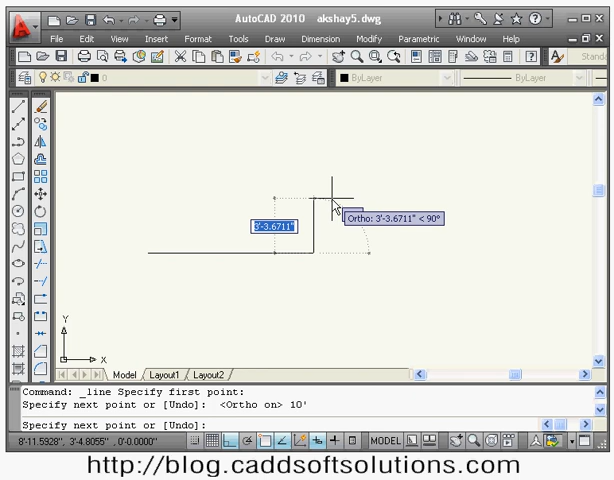 AutoCAD 2010 akshay5.dwg
File Edit View Insert Format Tools Draw Dimension Modify Parametric Window Help
Standa
0 ByLayer ByLayer
3'-3.6711"
Ortho: 3'-3.6711" < 90°
Y
X
Model Layout1 Layout2
Command: _line Specify first point:
Specify next point or [Undo]: <Ortho on> 10'
Specify next point or [Undo]:
8'-11.5928", 3'-4.8055" ,0'-0.0000" MODEL
http://blog.caddsoftsolutions.com